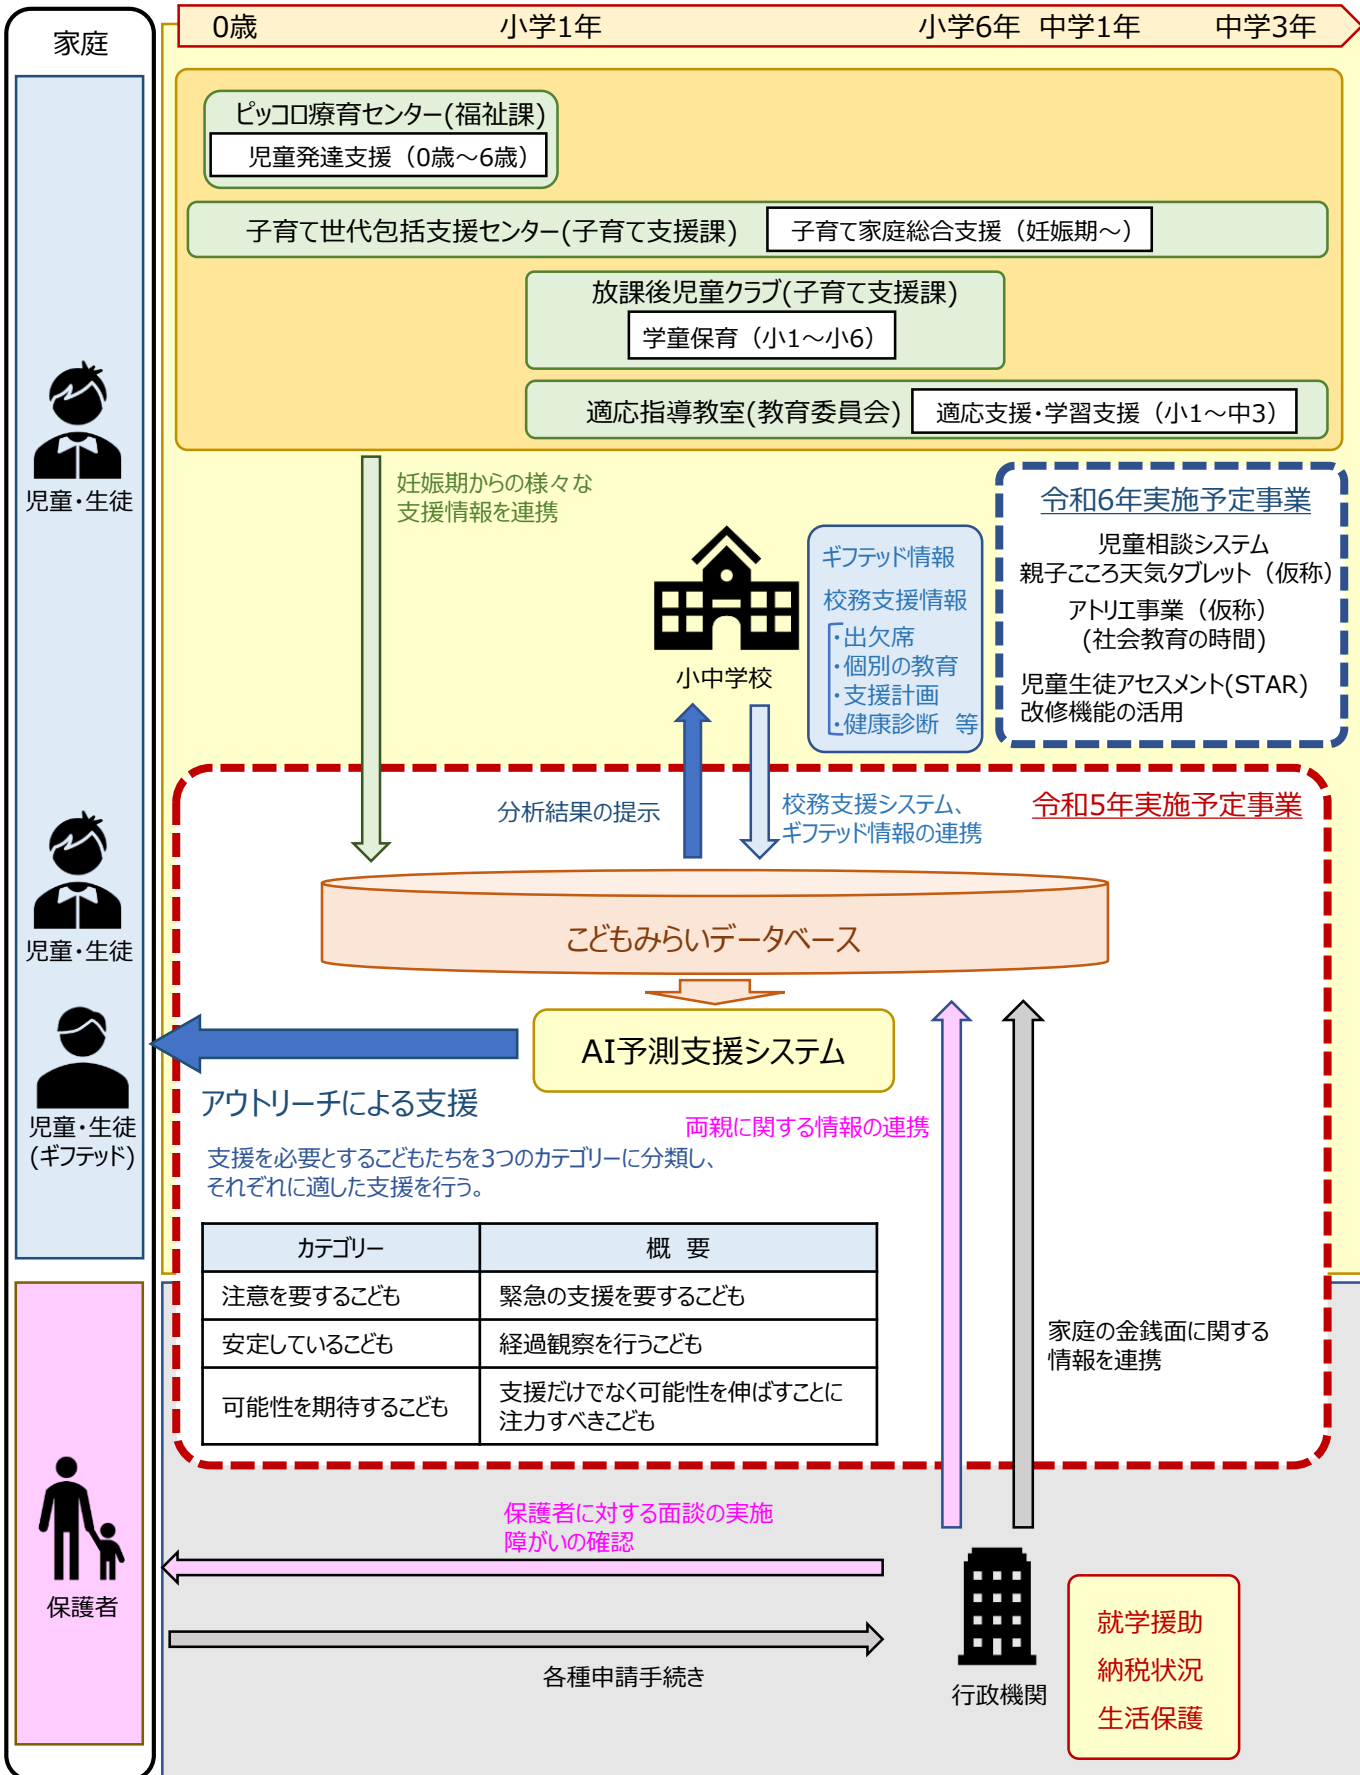 家庭
0歳 小学1年 小学6年 中学1年 中学3年
ピッコロ療育センター(福祉課)
児童発達支援（0歳～6歳）
子育て世代包括支援センター(子育て支援課)
子育て家庭総合支援（妊娠期～）
放課後児童クラブ(子育て支援課)
学童保育（小1～小6）
適応指導教室(教育委員会)
適応支援・学習支援（小1～中3）
児童・生徒
妊娠期からの様々な
支援情報を連携
小中学校
ギフテッド情報
校務支援情報
・出欠席
・個別の教育
・支援計画
・健康診断 等
令和6年実施予定事業
児童相談システム
親子こころ天気タブレット（仮称）
アトリエ事業（仮称）
(社会教育の時間)
児童生徒アセスメント(STAR)
改修機能の活用
分析結果の提示
校務支援システム、
ギフテッド情報の連携
令和5年実施予定事業
児童・生徒
こどもみらいデータベース
AI予測支援システム
児童・生徒
(ギフテッド)
アウトリーチによる支援
両親に関する情報の連携
支援を必要とするこどもたちを3つのカテゴリーに分類し、
それぞれに適した支援を行う。
カテゴリー 概 要
注意を要するこども 緊急の支援を要するこども
安定しているこども 経過観察を行うこども
可能性を期待するこども 支援だけでなく可能性を伸ばすことに
注力すべきこども
家庭の金銭面に関する
情報を連携
保護者に対する面談の実施
障がいの確認
保護者
各種申請手続き
行政機関
就学援助
納税状況
生活保護